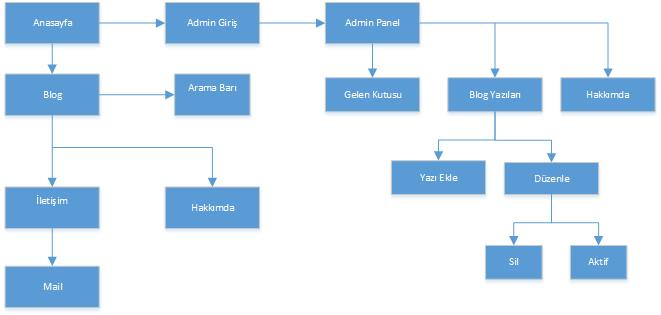 Anasayfa
Admin Giriş
Admin Panel
Blog
Arama Barı
Gelen Kutusu
Blog Yazıları
Hakkımda
Yazı Ekle
Düzenle
İletişim
Hakkımda
Sil
Aktif
Mail